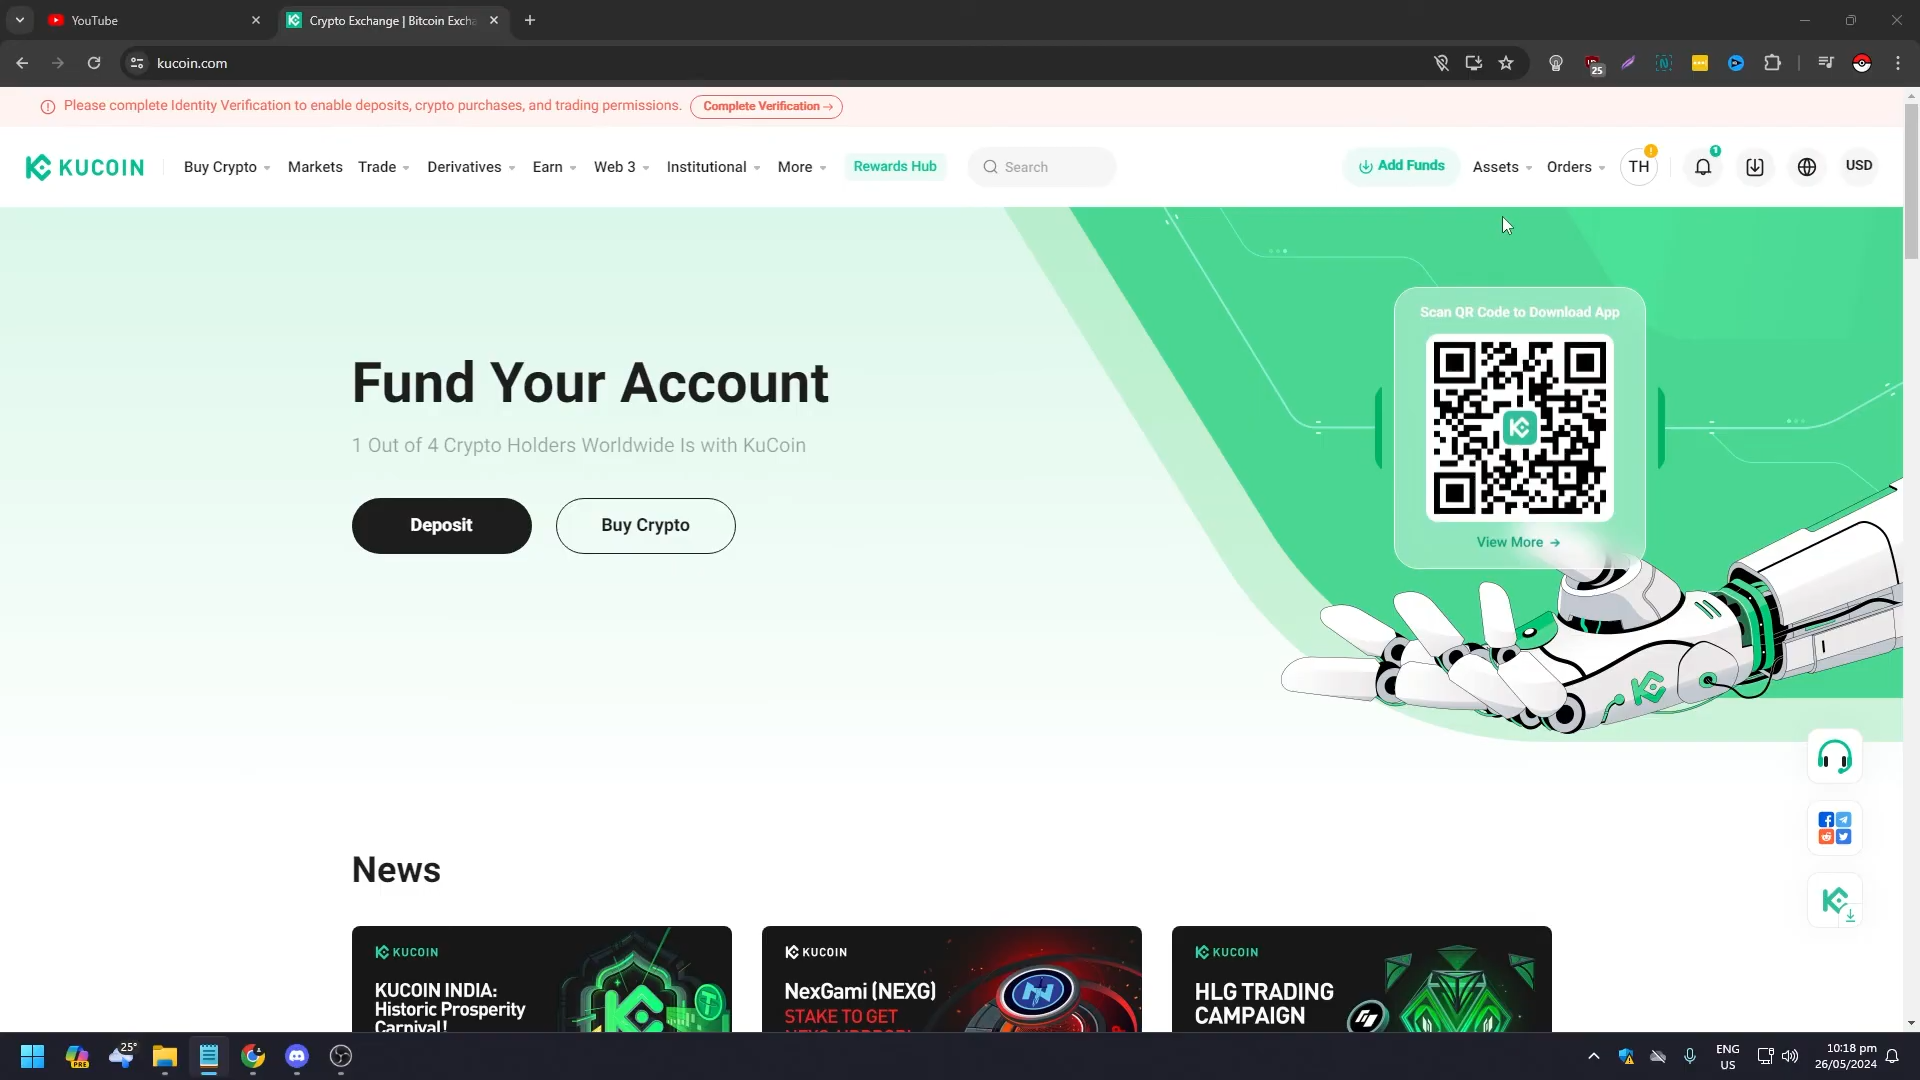 YouTube
Crypto Exchange | Bitcoin Excha
kucoin.com
25
Please complete Identity Verification to enable deposits, crypto purchases, and trading permissions.
Complete Verification →
KUCOIN
Buy Crypto
Markets
Trade
Derivatives
Earn
Web 3
Institutional
More
Rewards Hub
Search
Add Funds
Assets
Orders
TH
1
USD
Scan QR Code to Download App
View More →
Fund Your Account
1 Out of 4 Crypto Holders Worldwide Is with KuCoin
Deposit
Buy Crypto
News
KUCOIN
KUCOIN INDIA:
Historic Prosperity
Carnival!
KUCOIN
NexGami (NEXG)
STAKE TO GET
KUCOIN
HLG TRADING
CAMPAIGN
PRE
25°
ENG
US
10:18 pm
26/05/2024